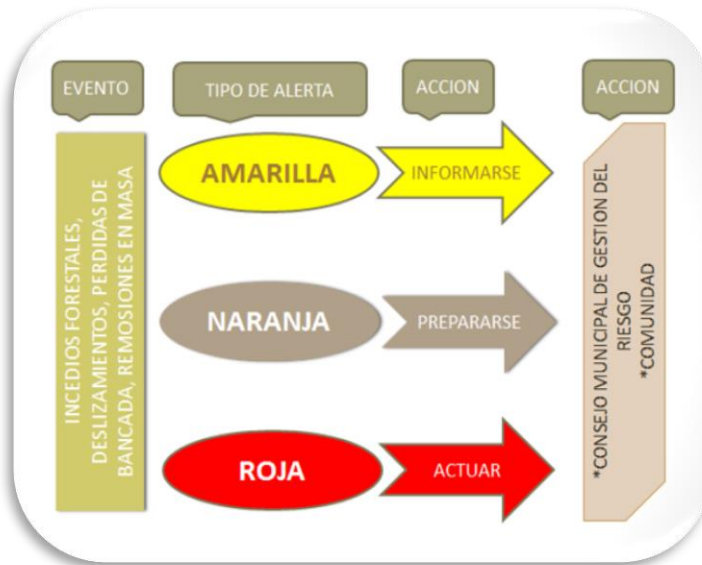 EVENTO
TIPO DE ALERTA
ACCION
ACCION
INCEDIOS FORESTALES,
DESLIZAMIENTOS, PERDIDAS DE
BANCADA, REMOSIONES EN MASA
AMARILLA
INFORMARSE
NARANJA
PREPARARSE
ROJA
ACTUAR
*CONSEJO MUNICIPAL DE GESTION DEL
RIESGO
*COMUNIDAD